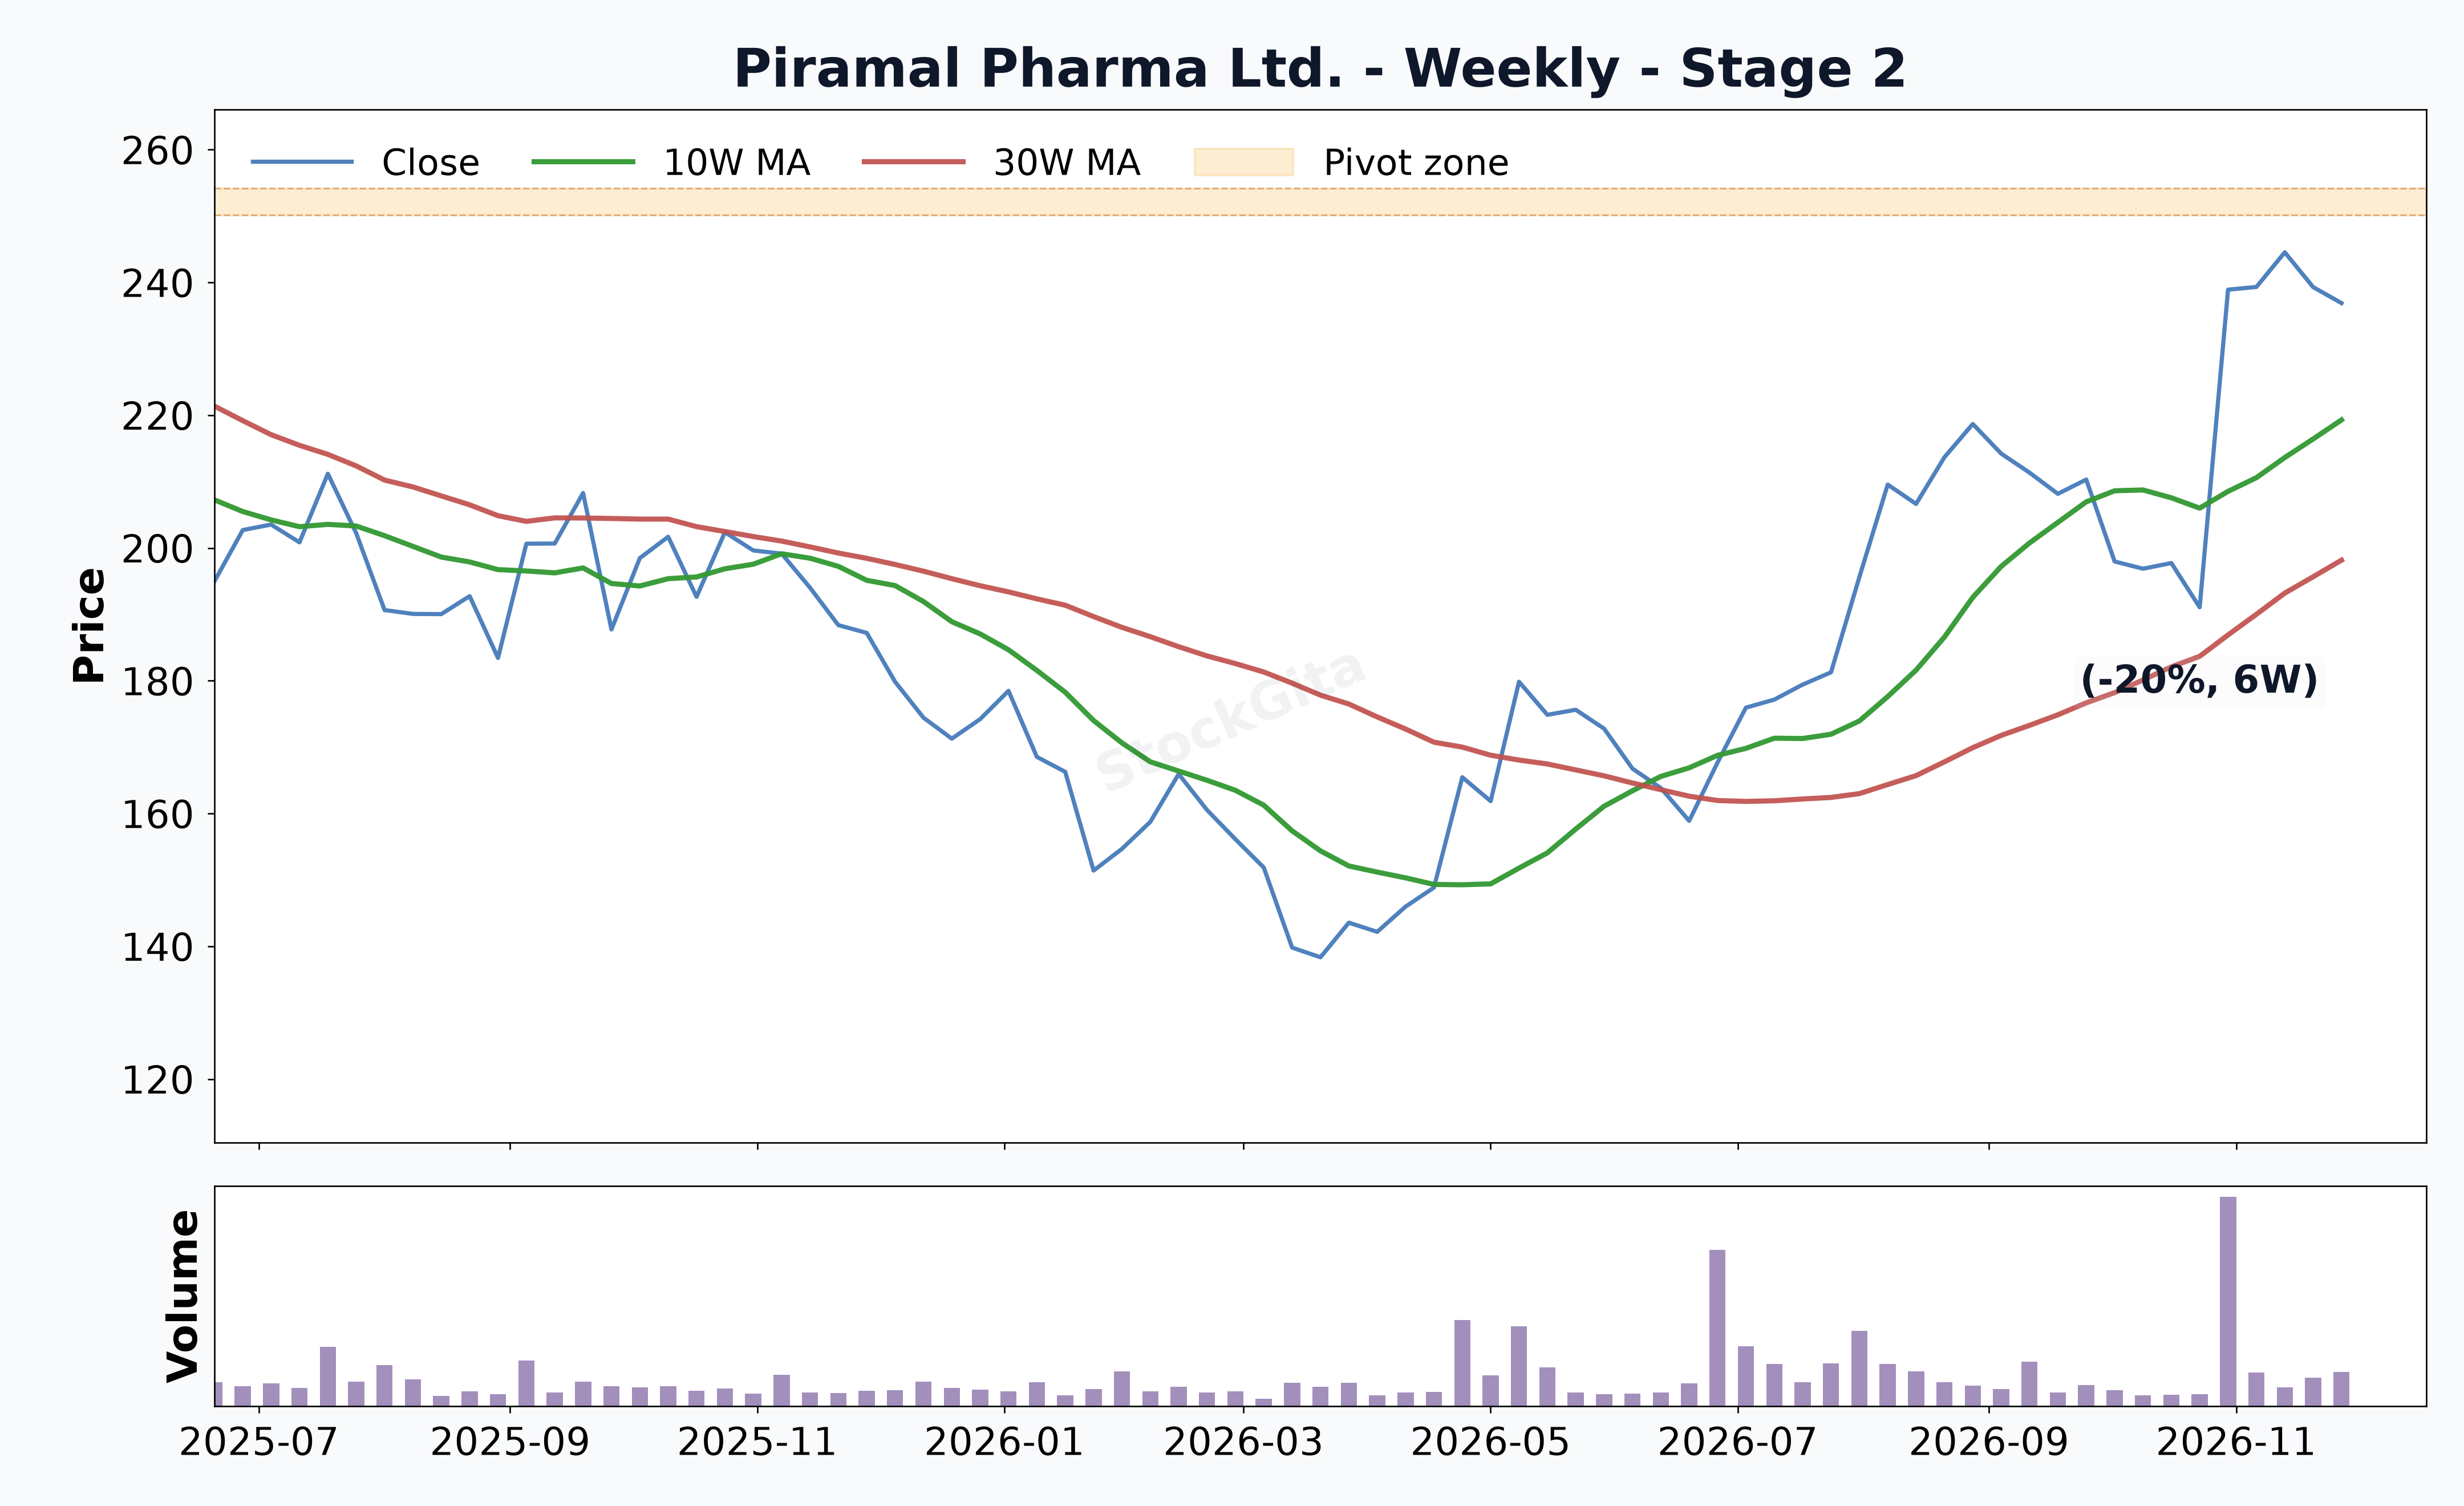 Piramal Pharma Ltd. - Weekly - Stage 2
Close 10W MA 30W MA Pivot zone
Price
260
240
220
200
180
160
140
120
(-20%, 6W)
StockGita
Volume
2025-07 2025-09 2025-11 2026-01 2026-03 2026-05 2026-07 2026-09 2026-11